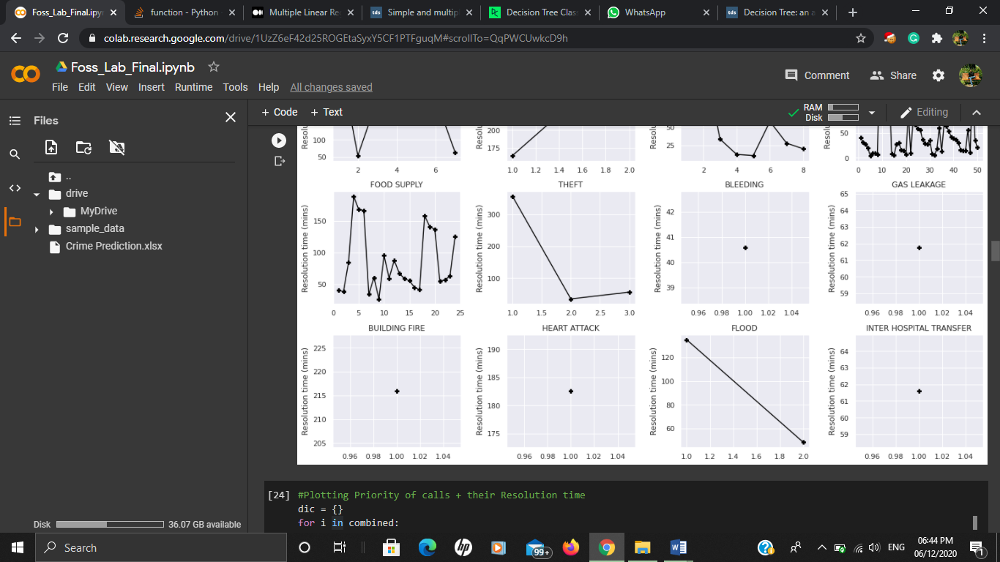 Foss_Lab_Final.ipy
function - Python
Multiple Linear Re
Simple and multip
Decision Tree Clas
WhatsApp
Decision Tree: an a
colab.research.google.com/drive/1UzZ6eF42d25ROGEtaSyxY5CF1PTFguqM#scrollTo=QqPWCUwkcD9h
Foss_Lab_Final.ipynb
Comment
Share
File Edit View Insert Runtime Tools Help All changes saved
Files
+ Code + Text
RAM
Disk
Editing
..
drive
MyDrive
sample_data
Crime Prediction.xlsx
100
50
2 4 6
200
175
1.0 1.2 1.4 1.6 1.8 2.0
50
25
2 4 6 8
50
0
0 10 20 30 40 50
FOOD SUPPLY
Resolution time (mins)
150
100
50
0 5 10 15 20 25
THEFT
Resolution time (mins)
300
200
100
1.0 1.5 2.0 2.5 3.0
BLEEDING
Resolution time (mins)
42
41
40
39
0.96 0.98 1.00 1.02 1.04
GAS LEAKAGE
Resolution time (mins)
65
64
63
62
61
60
59
0.96 0.98 1.00 1.02 1.04
BUILDING FIRE
Resolution time (mins)
225
220
215
210
205
0.96 0.98 1.00 1.02 1.04
HEART ATTACK
Resolution time (mins)
190
185
180
175
0.96 0.98 1.00 1.02 1.04
FLOOD
Resolution time (mins)
120
100
80
60
1.0 1.2 1.4 1.6 1.8 2.0
INTER HOSPITAL TRANSFER
Resolution time (mins)
64
63
62
61
60
59
0.96 0.98 1.00 1.02 1.04
[24] #Plotting Priority of calls + their Resolution time
dic = {}
for i in combined:
Disk 36.07 GB available
Search
99+
ENG
06:44 PM
06/12/2020
1